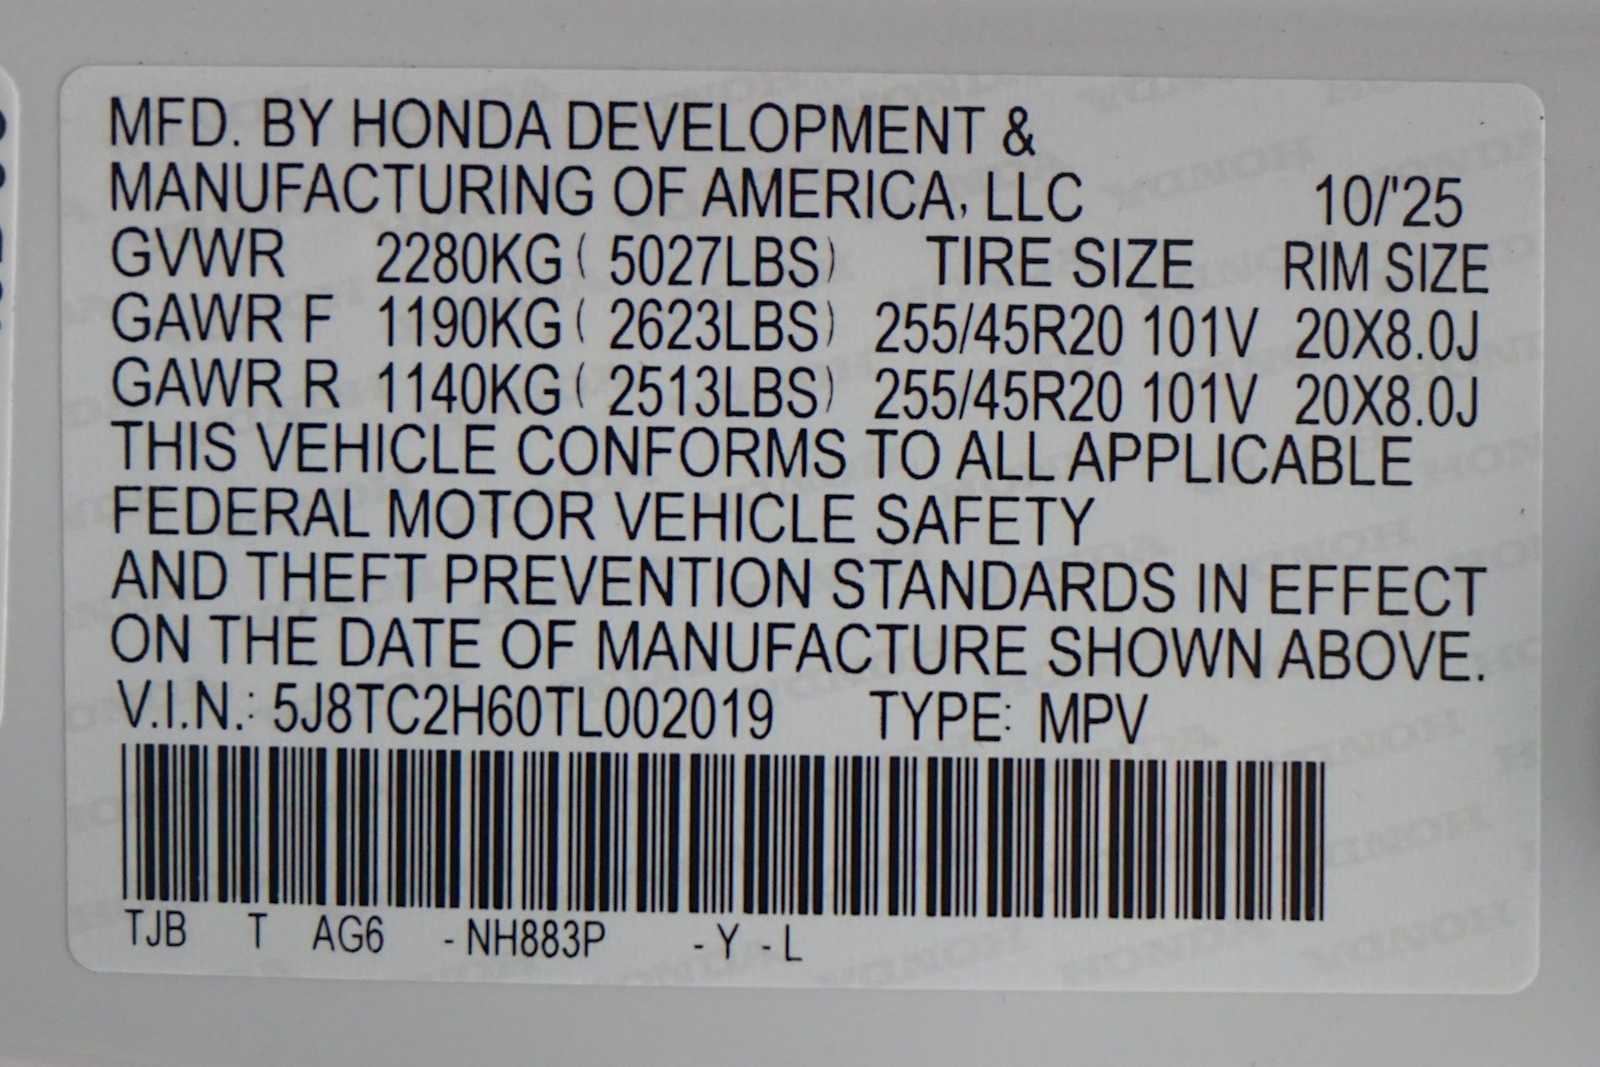 MFD. BY HONDA DEVELOPMENT &
MANUFACTURING OF AMERICA, LLC 10/'25
GVWR 2280KG ( 5027LBS) TIRE SIZE RIM SIZE
GAWR F 1190KG ( 2623LBS) 255/45R20 101V 20X8.0J
GAWR R 1140KG ( 2513LBS) 255/45R20 101V 20X8.0J
THIS VEHICLE CONFORMS TO ALL APPLICABLE
FEDERAL MOTOR VEHICLE SAFETY
AND THEFT PREVENTION STANDARDS IN EFFECT
ON THE DATE OF MANUFACTURE SHOWN ABOVE.
V.I.N.: 5J8TC2H60TL002019 TYPE: MPV
TJB T AG6 - NH883P - Y - L